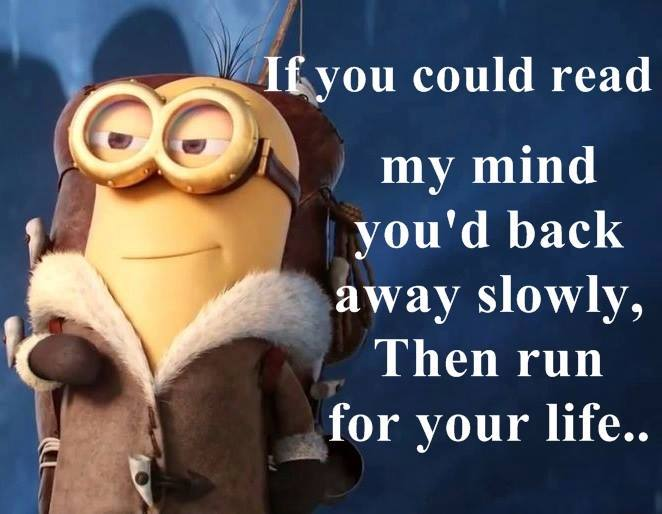 If you could read
my mind
you'd back
away slowly,
Then run
for your life..